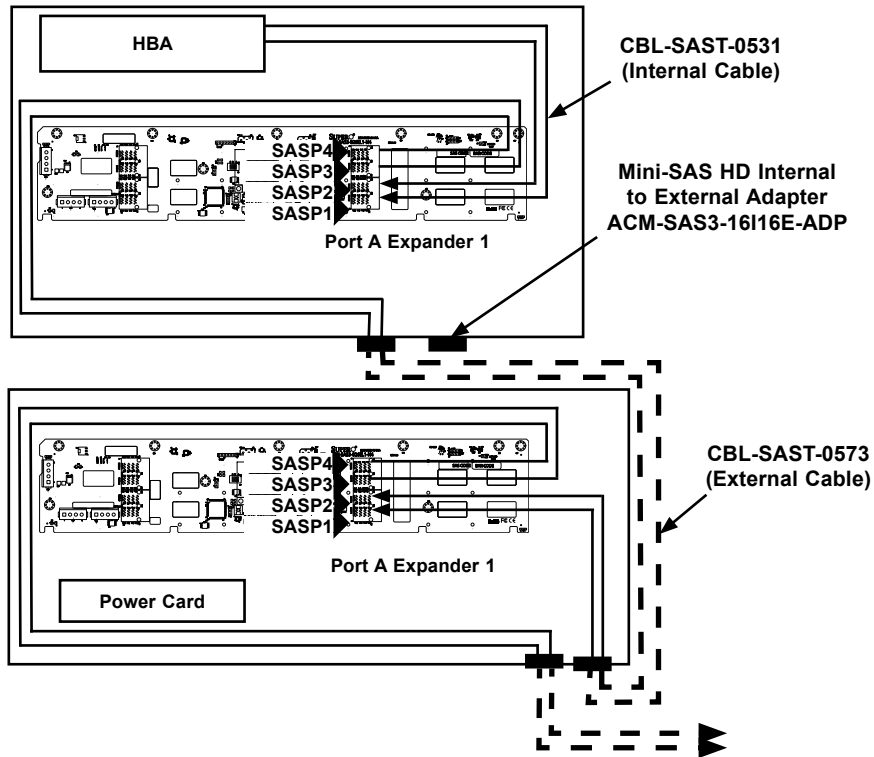 HBA
CBL-SAST-0531
(Internal Cable)
SASP4
SASP3
SASP2
SASP1
Port A Expander 1
Mini-SAS HD Internal
to External Adapter
ACM-SAS3-16I16E-ADP
SASP4
SASP3
SASP2
SASP1
Port A Expander 1
CBL-SAST-0573
(External Cable)
Power Card